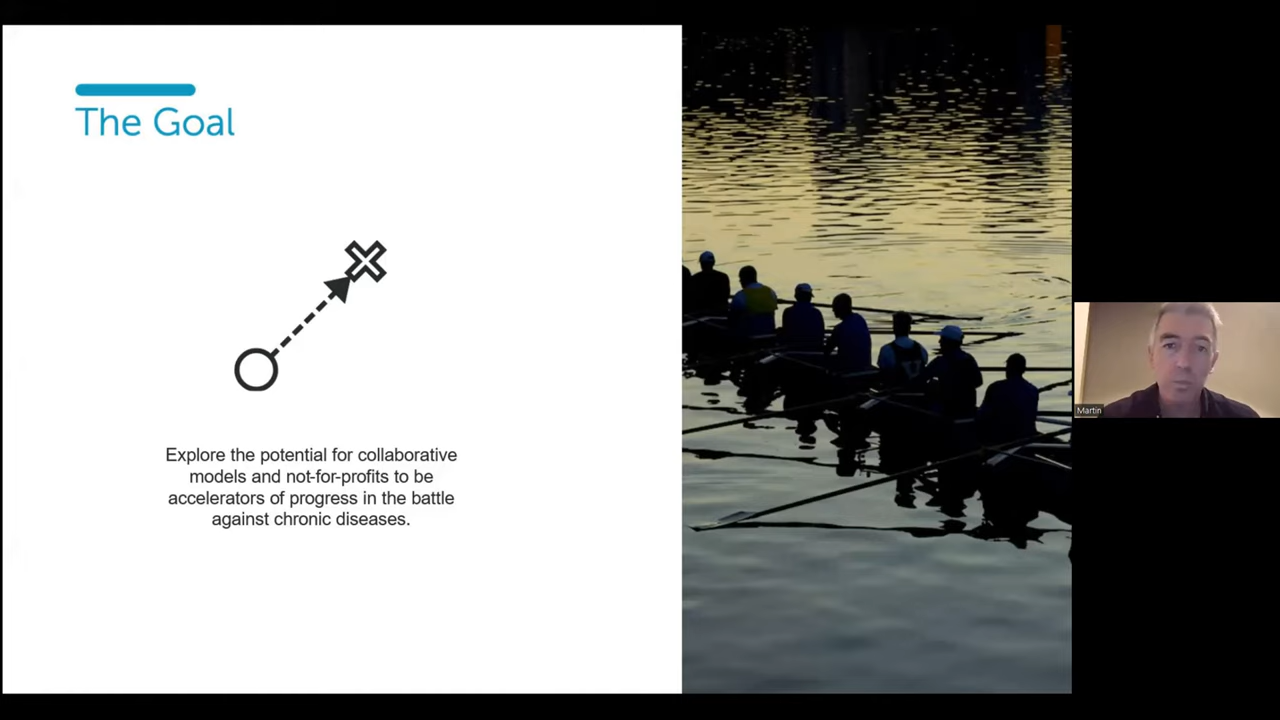 The Goal
Explore the potential for collaborative
models and not-for-profits to be
accelerators of progress in the battle
against chronic diseases.
Martin